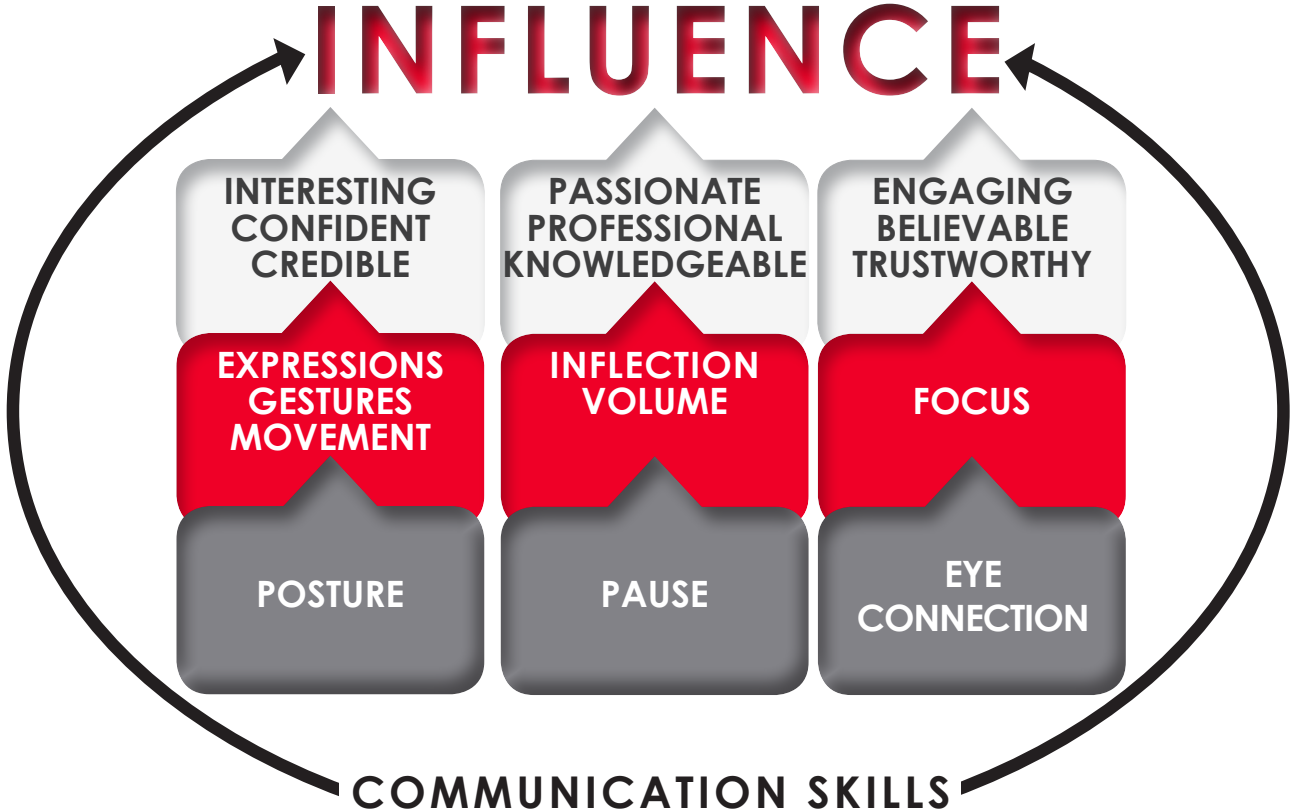 INFLUENCE
INTERESTING
CONFIDENT
CREDIBLE
PASSIONATE
PROFESSIONAL
KNOWLEDGEABLE
ENGAGING
BELIEVABLE
TRUSTWORTHY
EXPRESSIONS
GESTURES
MOVEMENT
INFLECTION
VOLUME
FOCUS
POSTURE
PAUSE
EYE
CONNECTION
COMMUNICATION SKILLS